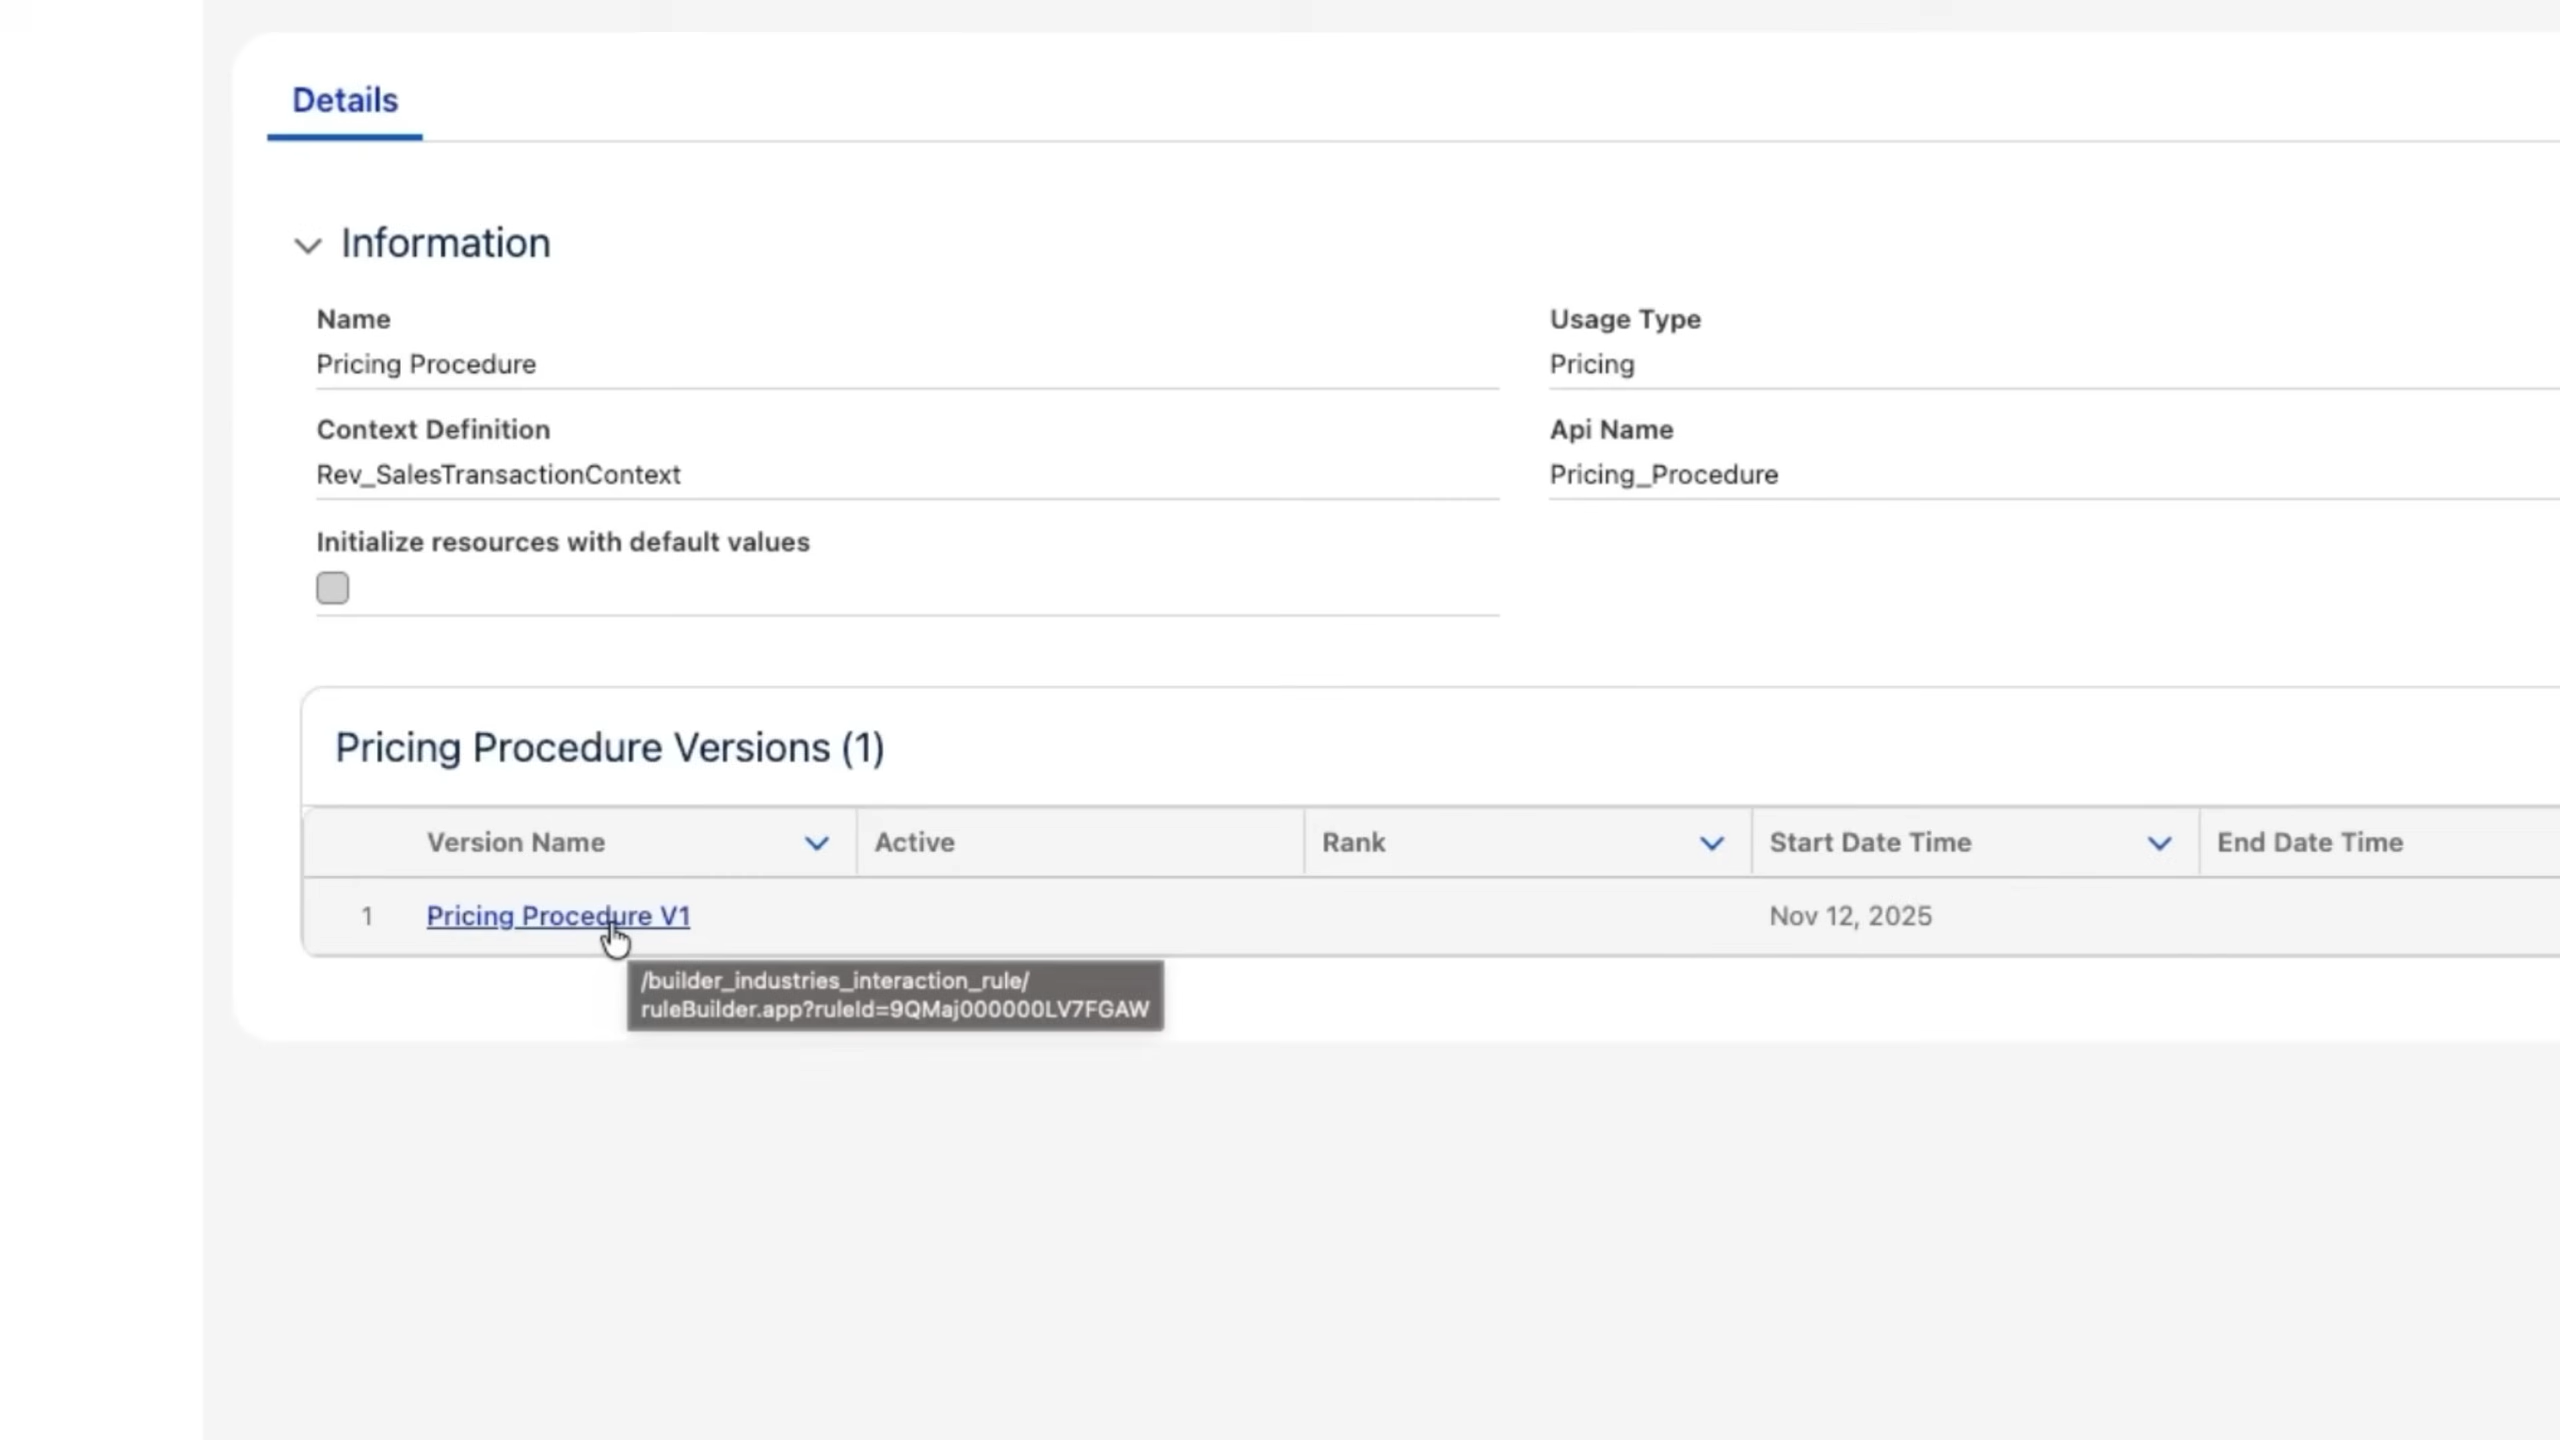 Details
Information
Name
Pricing Procedure
Usage Type
Pricing
Context Definition
Rev_SalesTransactionContext
Api Name
Pricing_Procedure
Initialize resources with default values
Pricing Procedure Versions (1)
Version Name Active Rank Start Date Time End Date Time
1 Pricing Procedure V1 Nov 12, 2025
/builder_industries_interaction_rule/
ruleBuilder.app?ruleId=9QMaj000000LV7FGAW